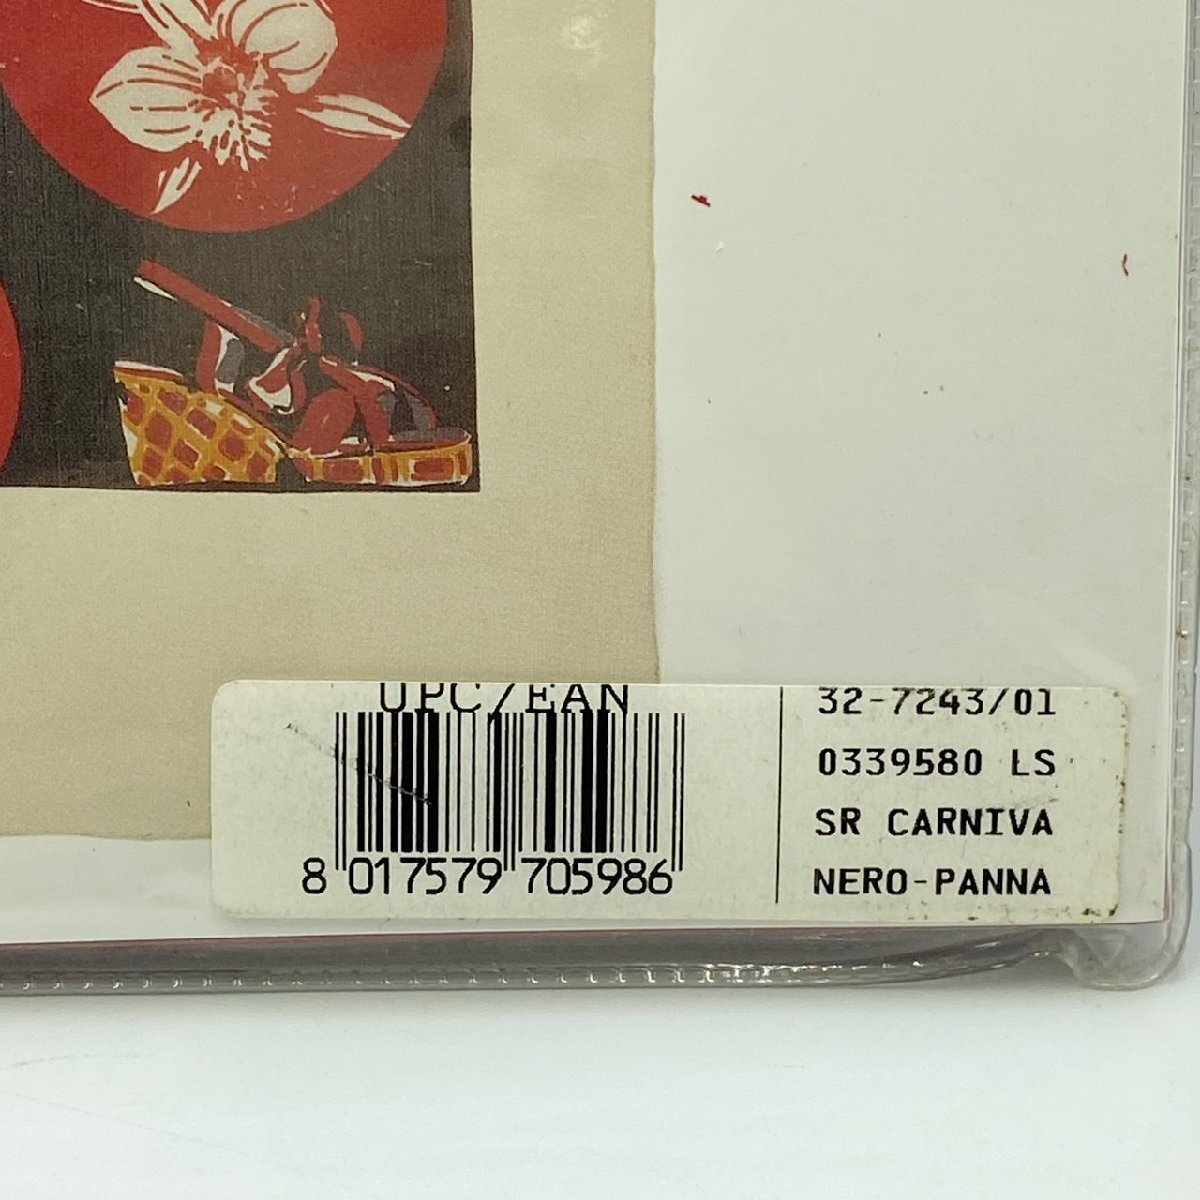 UPC/EAN
8 017579 705986
32-7243/01
0339580 LS
SR CARNIVA
NERO-PANNA